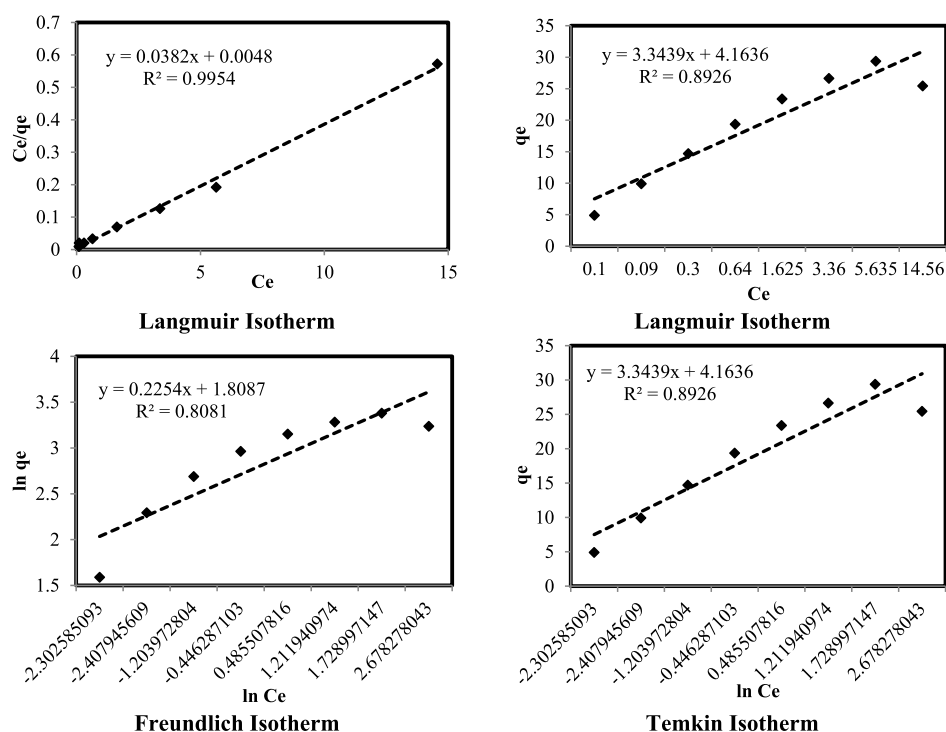 y = 0.0382x + 0.0048
R² = 0.9954
Ce/qe
0.7
0.6
0.5
0.4
0.3
0.2
0.1
0
0 5 10 15
Ce
Langmuir Isotherm
y = 3.3439x + 4.1636
R² = 0.8926
qe
35
30
25
20
15
10
5
0
0.1 0.09 0.3 0.64 1.625 3.36 5.635 14.56
Ce
Langmuir Isotherm
y = 0.2254x + 1.8087
R² = 0.8081
ln qe
4
3.5
3
2.5
2
1.5
-2.302585093 -2.407945609 -1.203972804 -0.446287103 0.485507816 1.211940974 1.728997147 2.678278043
ln Ce
Freundlich Isotherm
y = 3.3439x + 4.1636
R² = 0.8926
qe
35
30
25
20
15
10
5
0
-2.302585093 -2.407945609 -1.203972804 -0.446287103 0.485507816 1.211940974 1.728997147 2.678278043
ln Ce
Temkin Isotherm